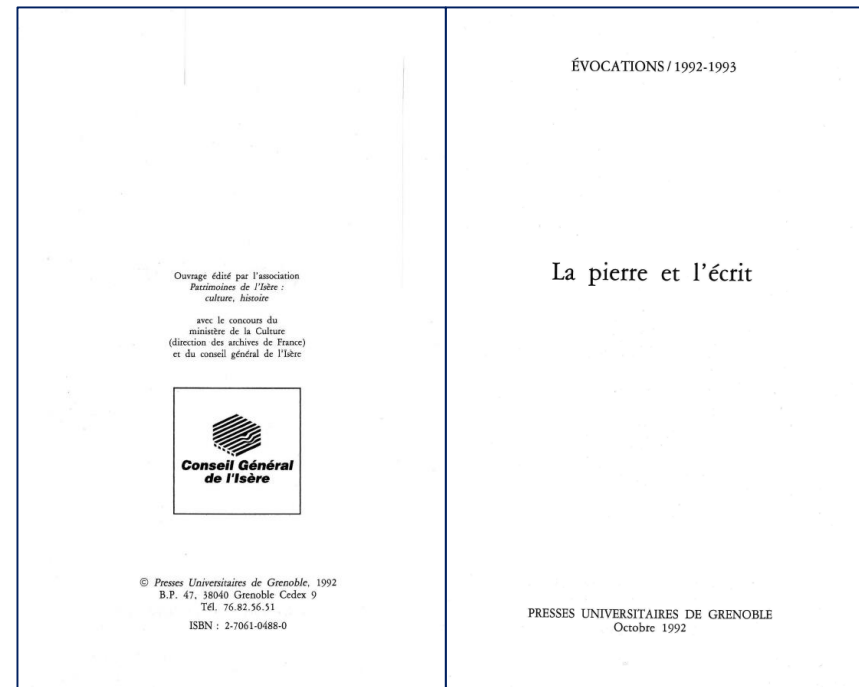 Ouvrage édité par l'association
Patrimoines de l'Isère :
culture, histoire
avec le concours du
ministère de la Culture
(direction des archives de France)
et du conseil général de l'Isère
Conseil Général
de l'Isère
© Presses Universitaires de Grenoble, 1992
B.P. 47, 38040 Grenoble Cedex 9
Tél. 76.82.56.51
ISBN : 2-7061-0488-0
ÉVOCATIONS / 1992-1993
La pierre et l'écrit
PRESSES UNIVERSITAIRES DE GRENOBLE
Octobre 1992